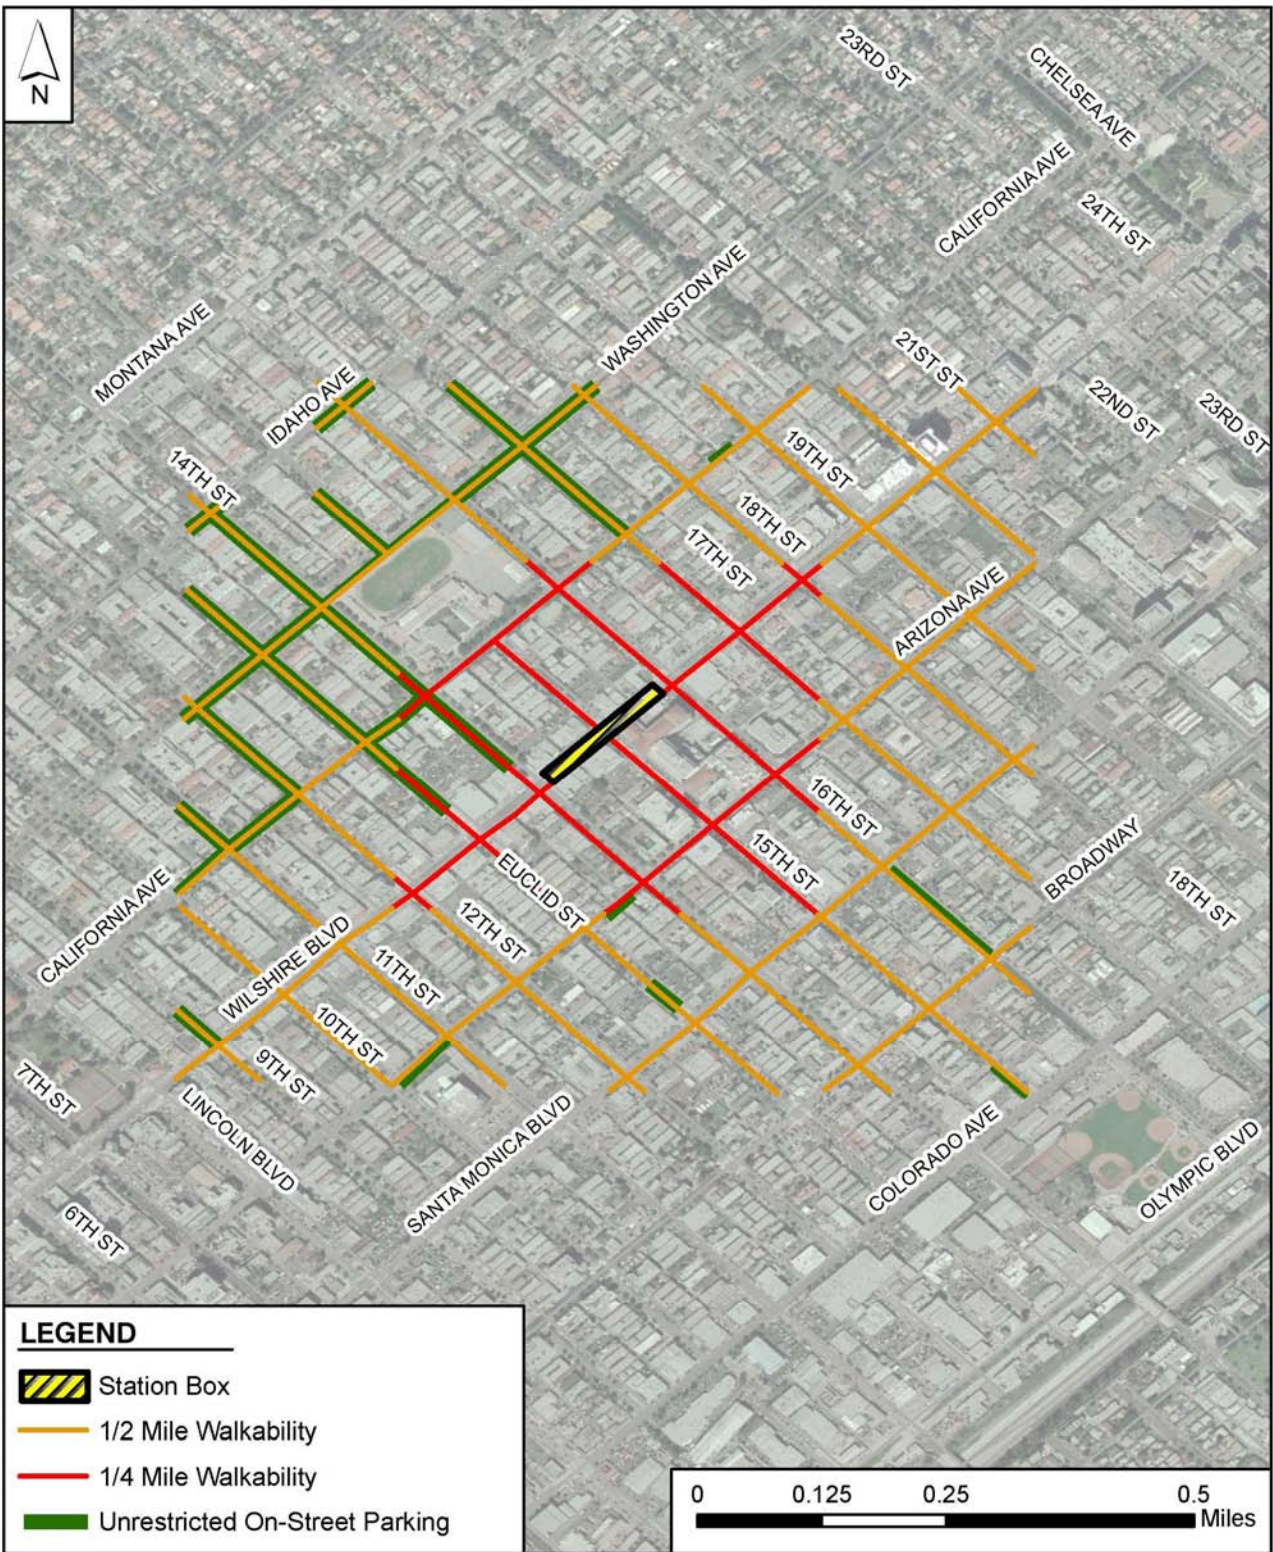 N
23RD ST
CHELSEA AVE
CALIFORNIA AVE
24TH ST
WASHINGTON AVE
MONTANA AVE
IDAHO AVE
21ST ST
22ND ST
23RD ST
14TH ST
19TH ST
18TH ST
17TH ST
ARIZONA AVE
16TH ST
15TH ST
BROADWAY
18TH ST
EUCLID ST
12TH ST
CALIFORNIA AVE
WILSHIRE BLVD
11TH ST
10TH ST
9TH ST
7TH ST
LINCOLN BLVD
SANTA MONICA BLVD
COLORADO AVE
OLYMPIC BLVD
6TH ST
LEGEND
Station Box
1/2 Mile Walkability
1/4 Mile Walkability
Unrestricted On-Street Parking
0 0.125 0.25 0.5
Miles